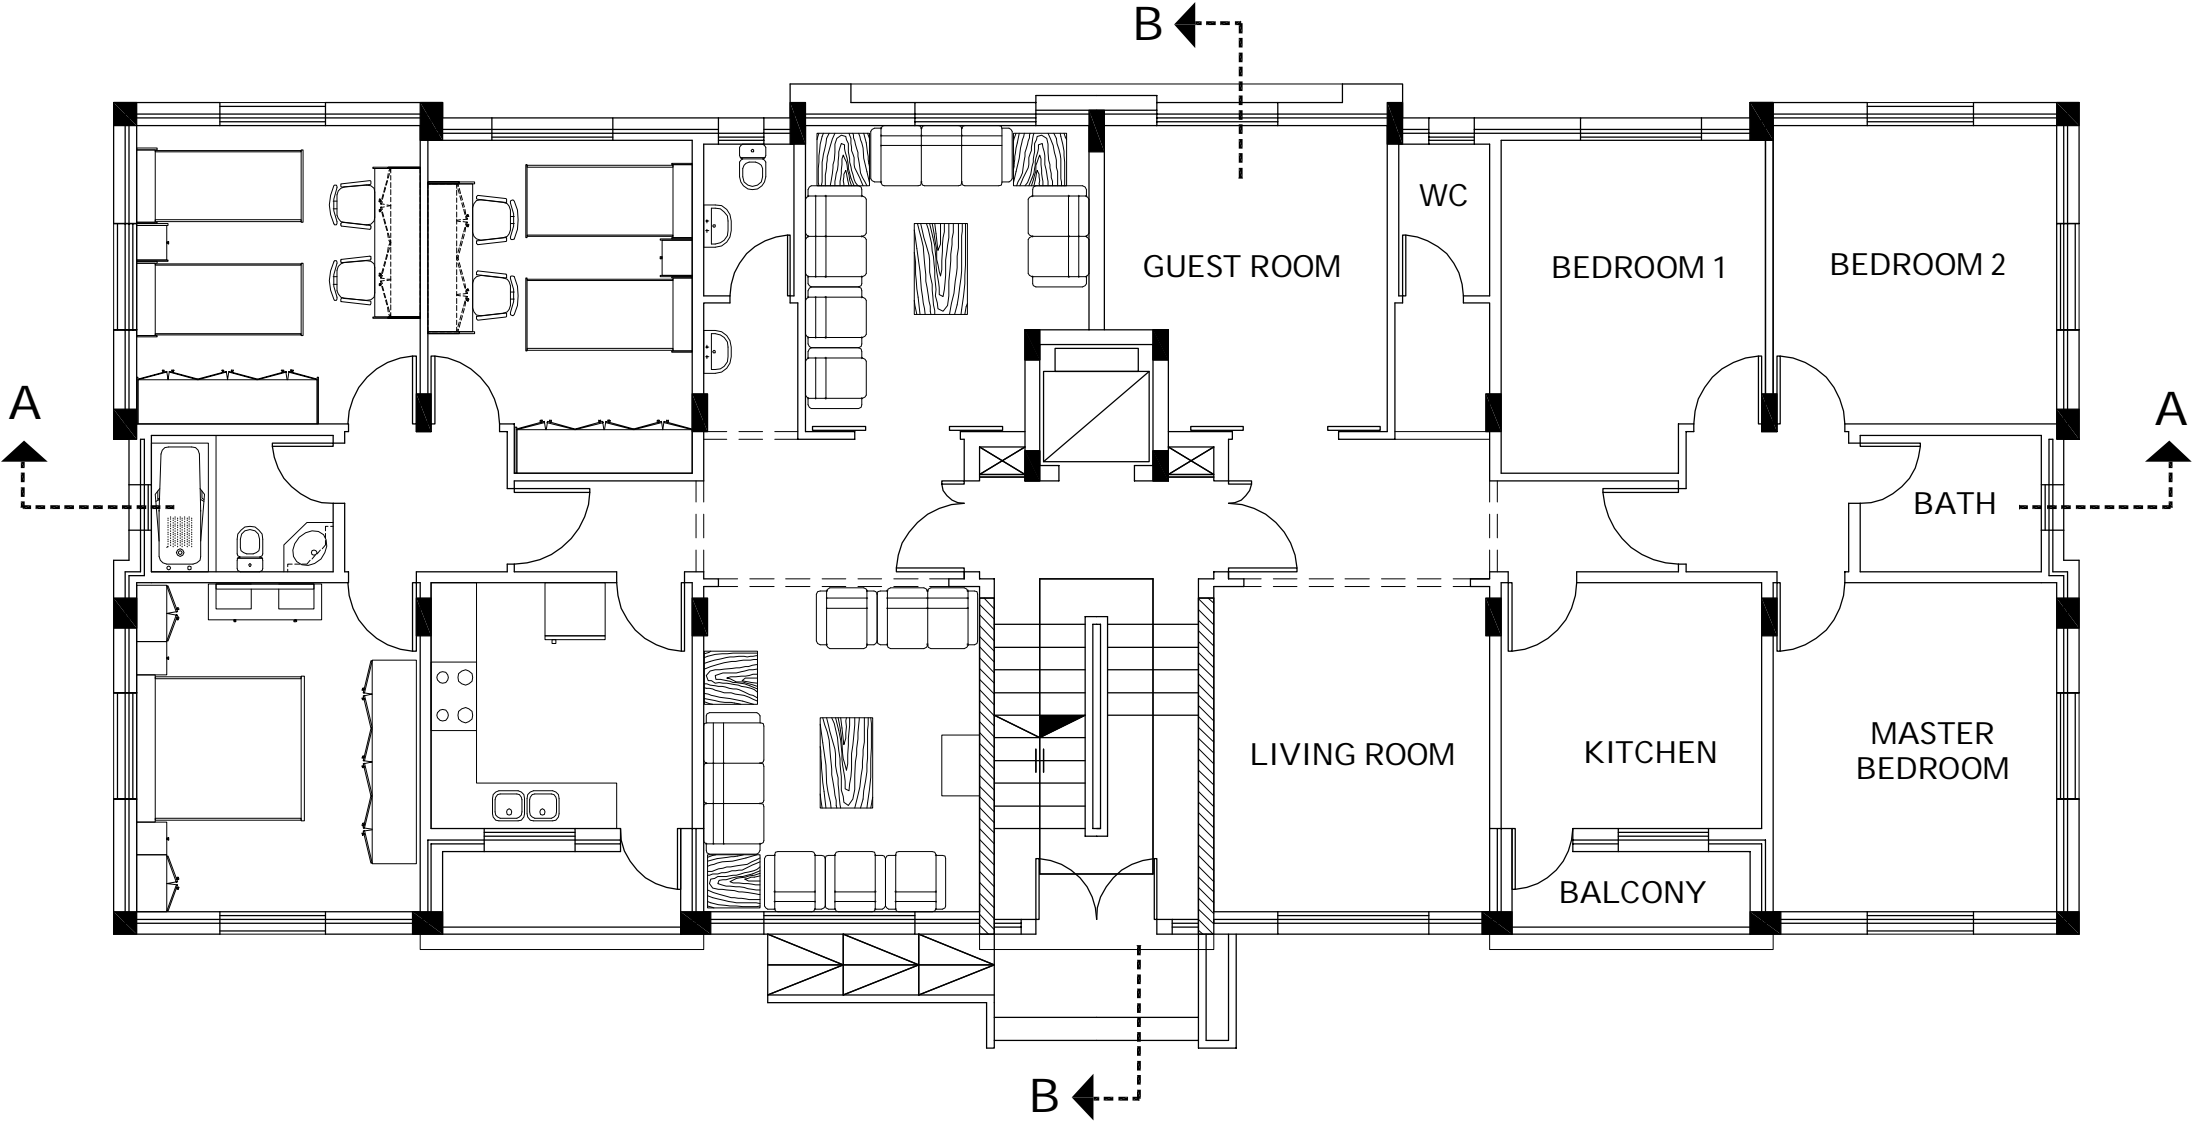 B
WC
GUEST ROOM
BEDROOM 1
BEDROOM 2
A
A
BATH
LIVING ROOM
KITCHEN
MASTER
BEDROOM
BALCONY
B